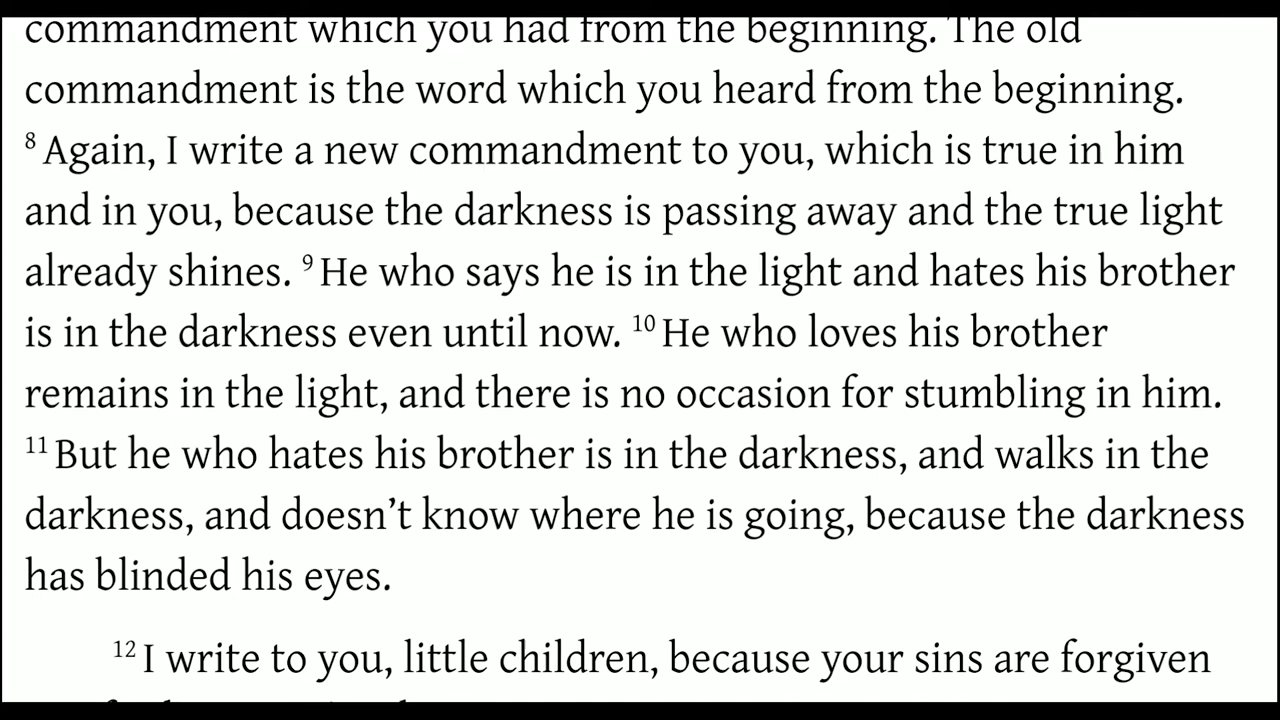 commandment which you had from the beginning. The old
commandment is the word which you heard from the beginning.
8 Again, I write a new commandment to you, which is true in him
and in you, because the darkness is passing away and the true light
already shines. 9 He who says he is in the light and hates his brother
is in the darkness even until now. 10 He who loves his brother
remains in the light, and there is no occasion for stumbling in him.
11 But he who hates his brother is in the darkness, and walks in the
darkness, and doesn’t know where he is going, because the darkness
has blinded his eyes.
12 I write to you, little children, because your sins are forgiven